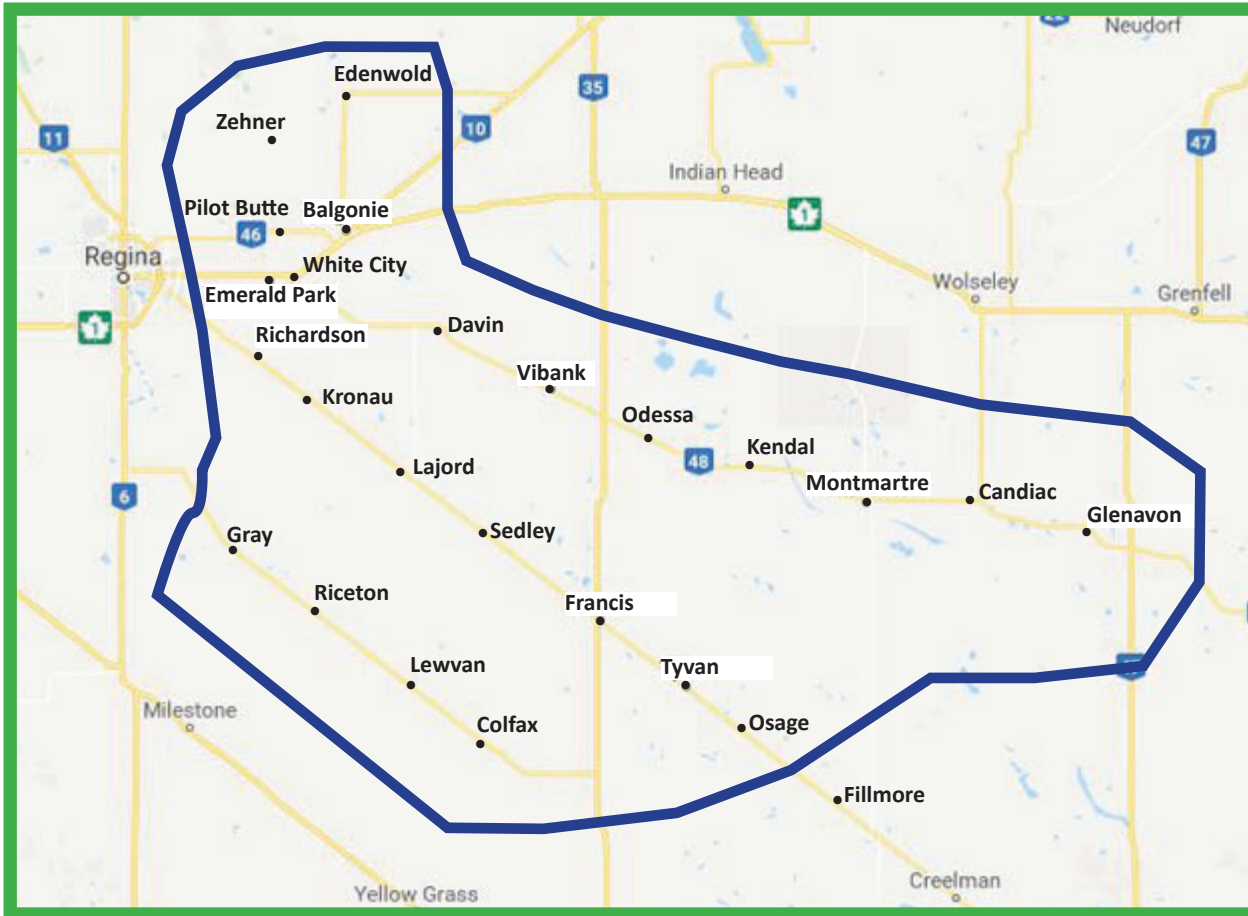 Neudorf
Edenwold
35
Zehner
10
11
47
Indian Head
Pilot Butte
Balgonie
46
1
Regina
White City
Wolseley
Emerald Park
Grenfell
1
Richardson
Davin
Vibank
Kronau
Odessa
Kendal
48
Lajord
Montmartre
Candiac
6
Glenavon
Gray
Sedley
Riceton
Francis
Lewvan
Tyvan
Milestone
Colfax
Osage
Fillmore
Creelman
Yellow Grass